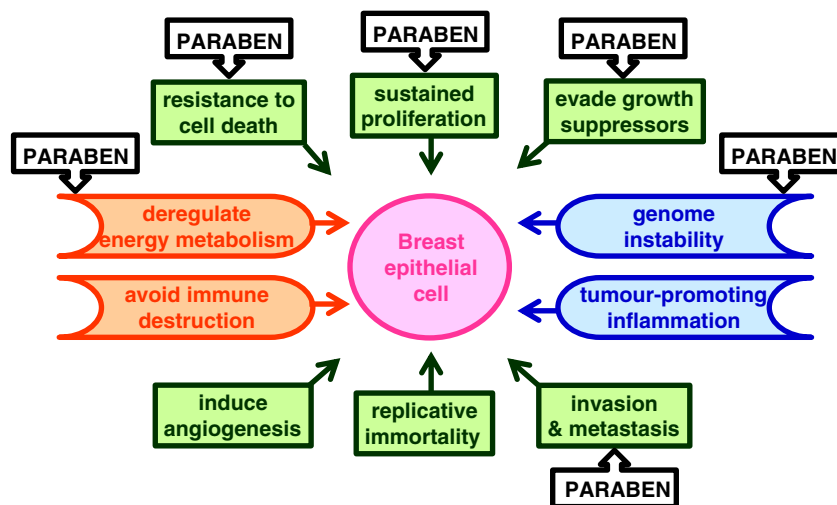 PARABEN
PARABEN
PARABEN
resistance to
cell death
sustained
proliferation
evade growth
suppressors
PARABEN
PARABEN
deregulate
energy metabolism
Breast
epithelial
cell
genome
instability
avoid immune
destruction
tumour-promoting
inflammation
induce
angiogenesis
replicative
immortality
invasion
& metastasis
PARABEN